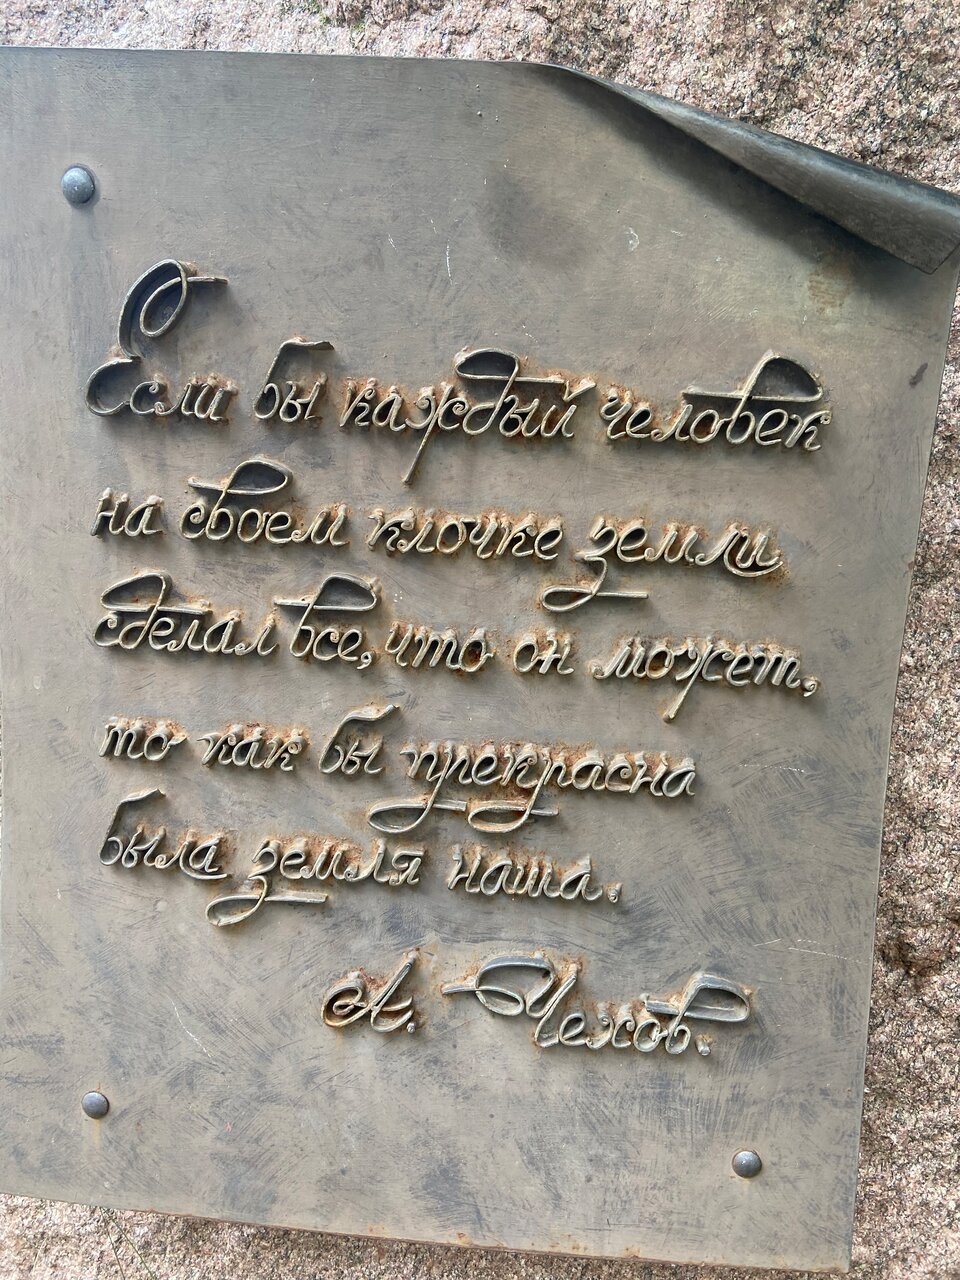 Если бы каждый человек
на своем клочке земли
сделал все, что он может,
то как бы прекрасна
была земля наша.
А. Чехов.